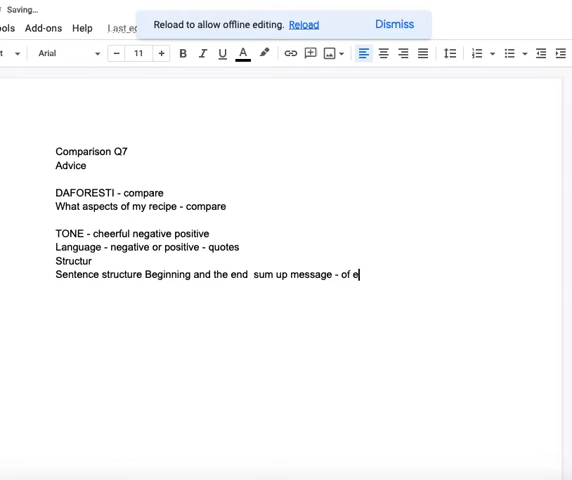 Saving...
Reload to allow offline editing. Reload Dismiss
ols Add-ons Help Last ed
t Arial 11 B I U A
Comparison Q7
Advice
DAFORESTI - compare
What aspects of my recipe - compare
TONE - cheerful negative positive
Language - negative or positive - quotes
Structur
Sentence structure Beginning and the end  sum up message - of e